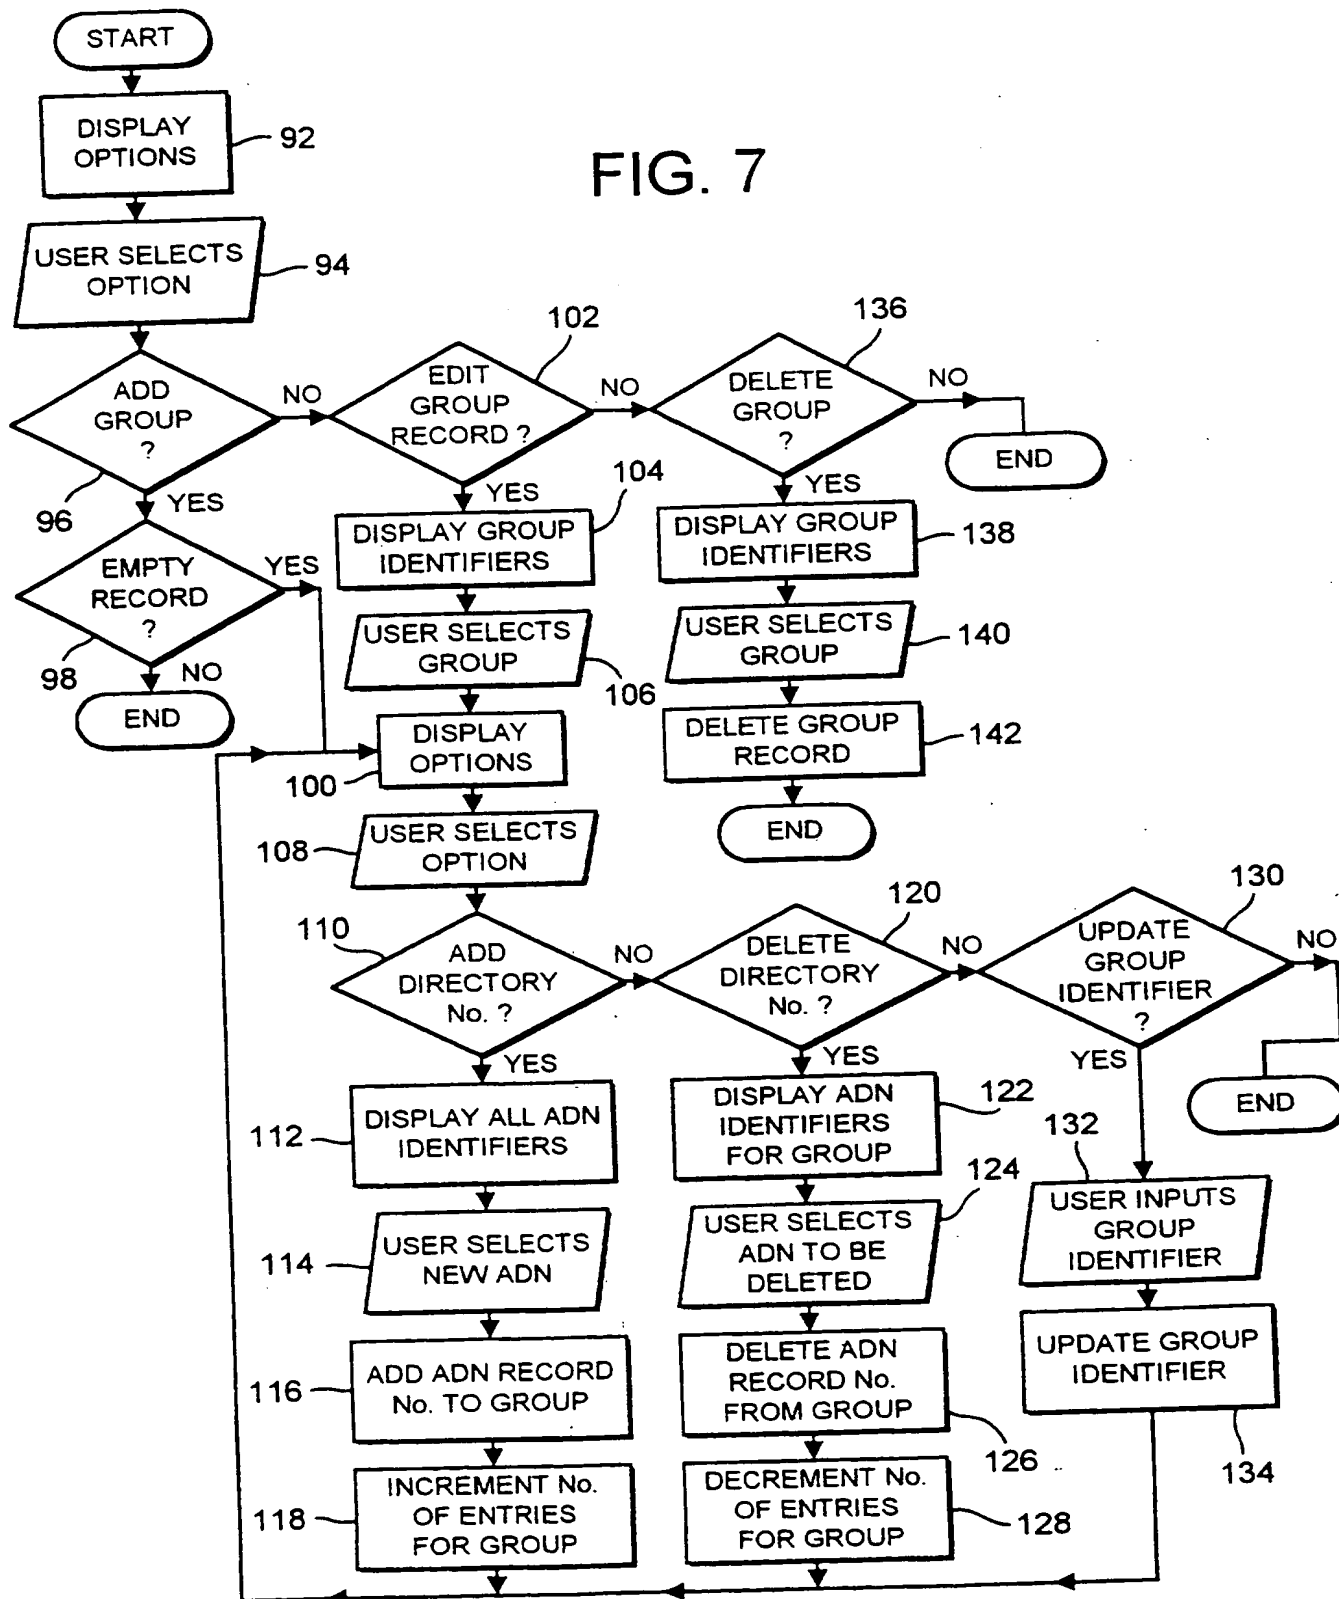 START
DISPLAY
OPTIONS
92
FIG. 7
USER SELECTS
OPTION
94
ADD
GROUP
?
96
NO
EDIT
GROUP
RECORD ?
102
NO
DELETE
GROUP
?
136
NO
END
YES
EMPTY
RECORD
?
98
YES
NO
END
YES
104
DISPLAY GROUP
IDENTIFIERS
USER SELECTS
GROUP
106
DISPLAY
OPTIONS
100
USER SELECTS
OPTION
108
YES
DISPLAY GROUP
IDENTIFIERS
138
USER SELECTS
GROUP
140
DELETE GROUP
RECORD
142
END
110
ADD
DIRECTORY
No. ?
NO
120
DELETE
DIRECTORY
No. ?
NO
130
UPDATE
GROUP
IDENTIFIER
?
NO
END
YES
DISPLAY ALL ADN
IDENTIFIERS
112
USER SELECTS
NEW ADN
114
ADD ADN RECORD
No. TO GROUP
116
INCREMENT No.
OF ENTRIES
FOR GROUP
118
YES
DISPLAY ADN
IDENTIFIERS
FOR GROUP
122
USER SELECTS
ADN TO BE
DELETED
124
DELETE ADN
RECORD No.
FROM GROUP
126
DECREMENT No.
OF ENTRIES
FOR GROUP
128
YES
132
USER INPUTS
GROUP
IDENTIFIER
UPDATE GROUP
IDENTIFIER
134